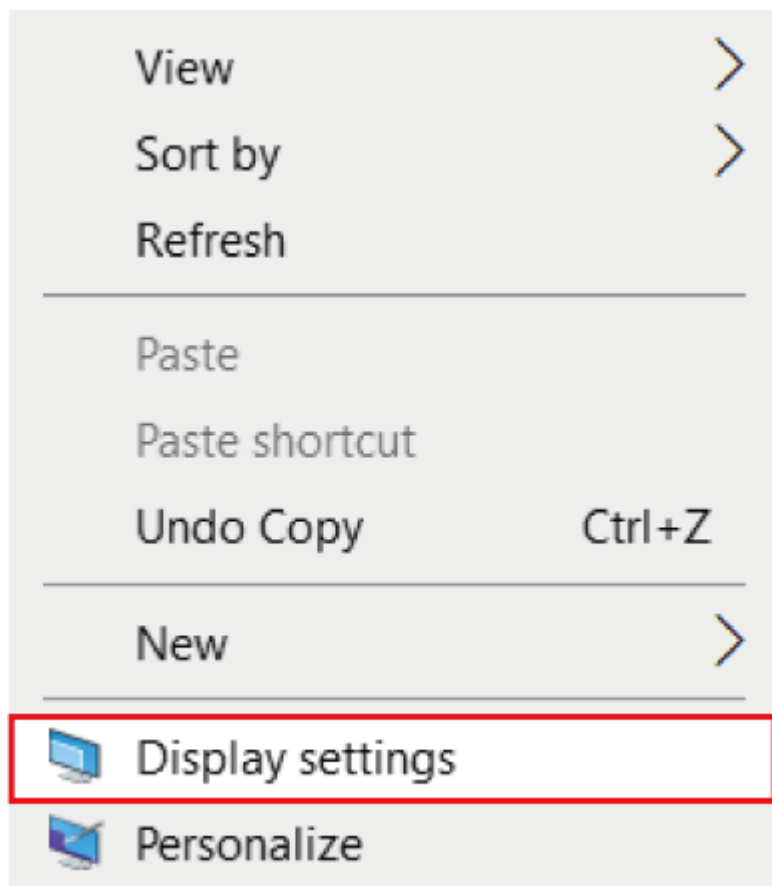 View
Sort by
Refresh
Paste
Paste shortcut
Undo Copy Ctrl+Z
New
Display settings
Personalize